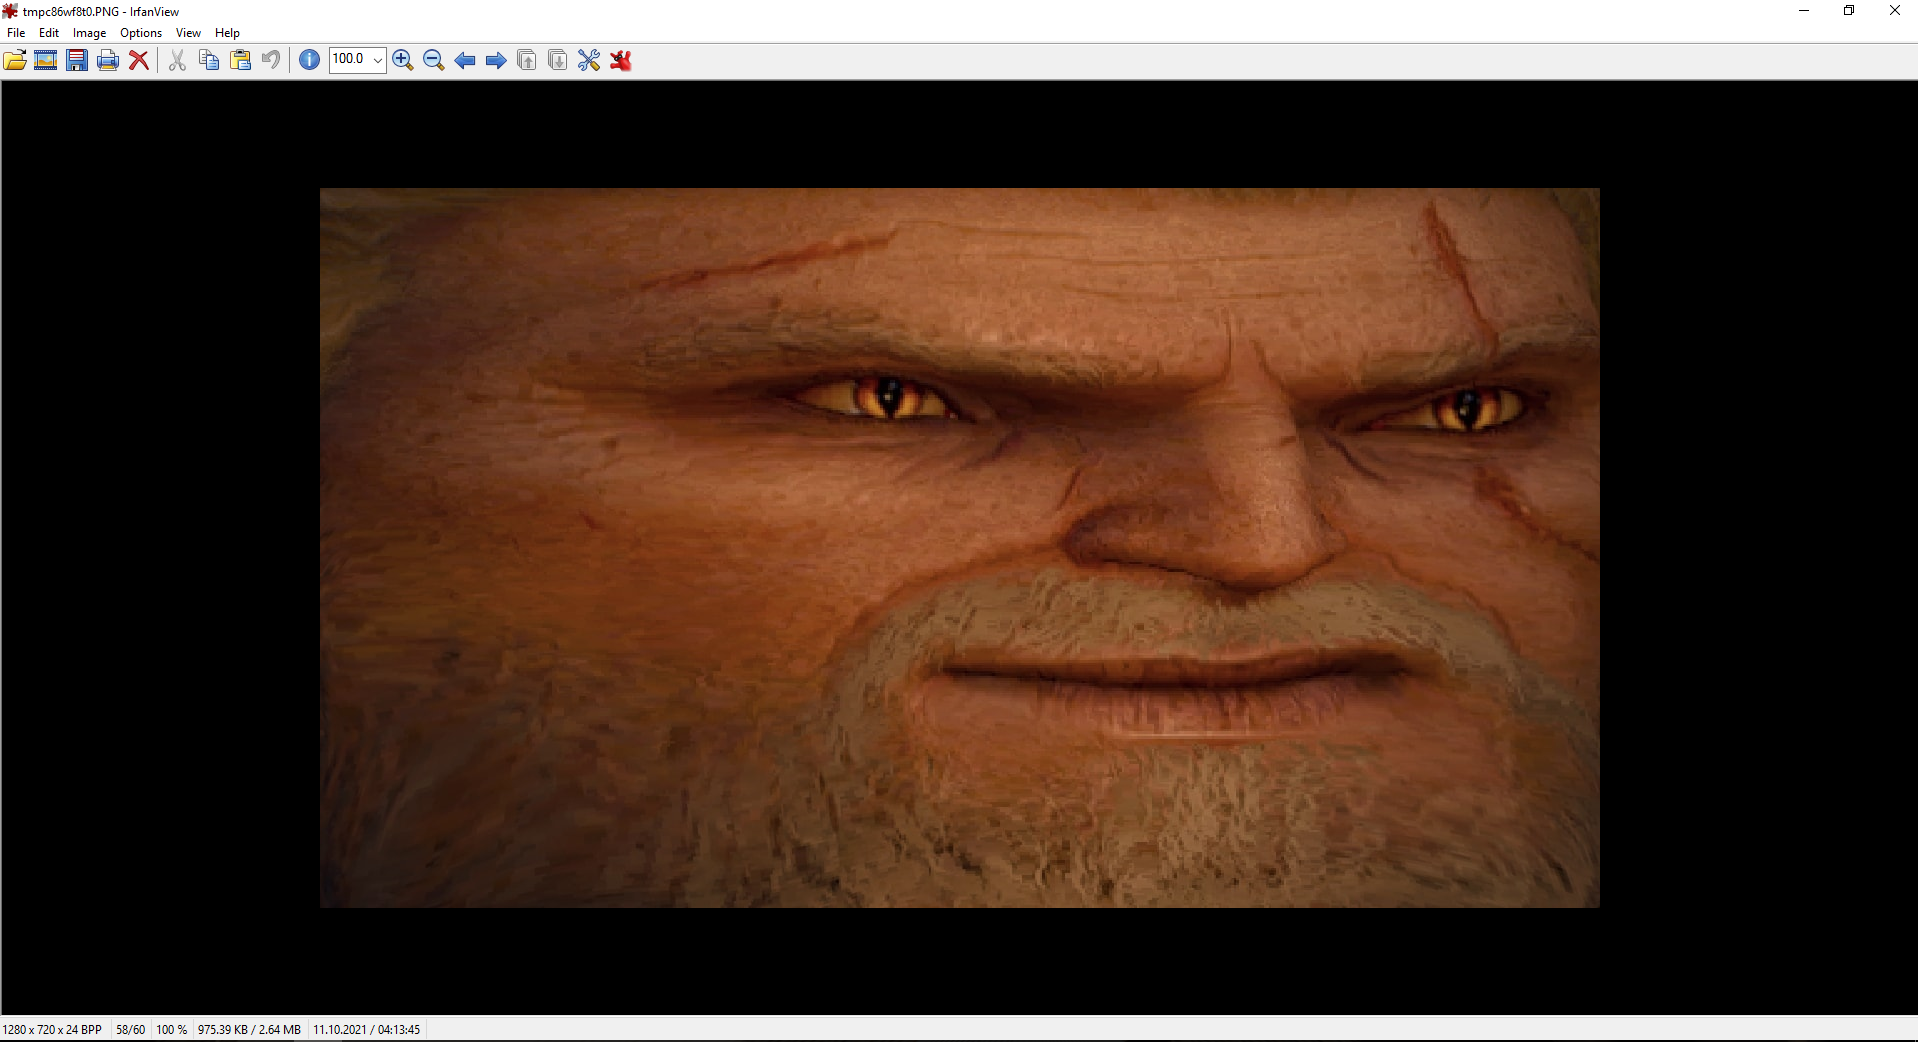 tmpc86wf8t0.PNG - IrfanView
File Edit Image Options View Help
100.0
1280 x 720 x 24 BPP 58/60 100 % 975.39 KB / 2.64 MB 11.10.2021 / 04:13:45